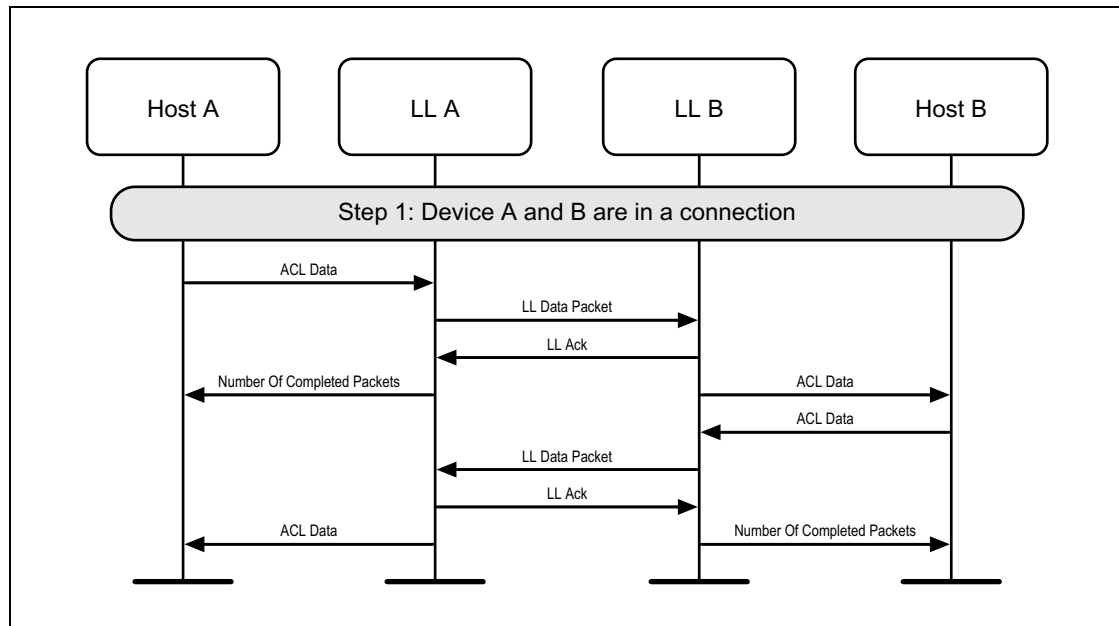 Host A
LL A
LL B
Host B
Step 1: Device A and B are in a connection
ACL Data
LL Data Packet
LL Ack
Number Of Completed Packets
ACL Data
ACL Data
LL Data Packet
LL Ack
ACL Data
Number Of Completed Packets